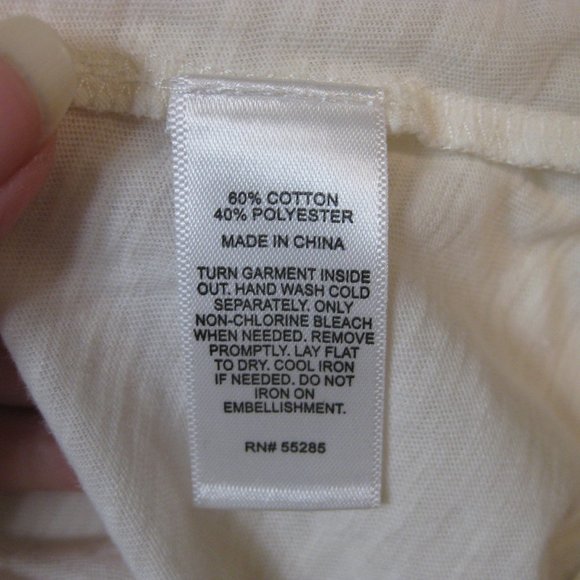 60% COTTON
40% POLYESTER
MADE IN CHINA
TURN GARMENT INSIDE
OUT. HAND WASH COLD
SEPARATELY. ONLY
NON-CHLORINE BLEACH
WHEN NEEDED. REMOVE
PROMPTLY. LAY FLAT
TO DRY. COOL IRON
IF NEEDED. DO NOT
IRON ON
EMBELLISHMENT.
RN# 55285